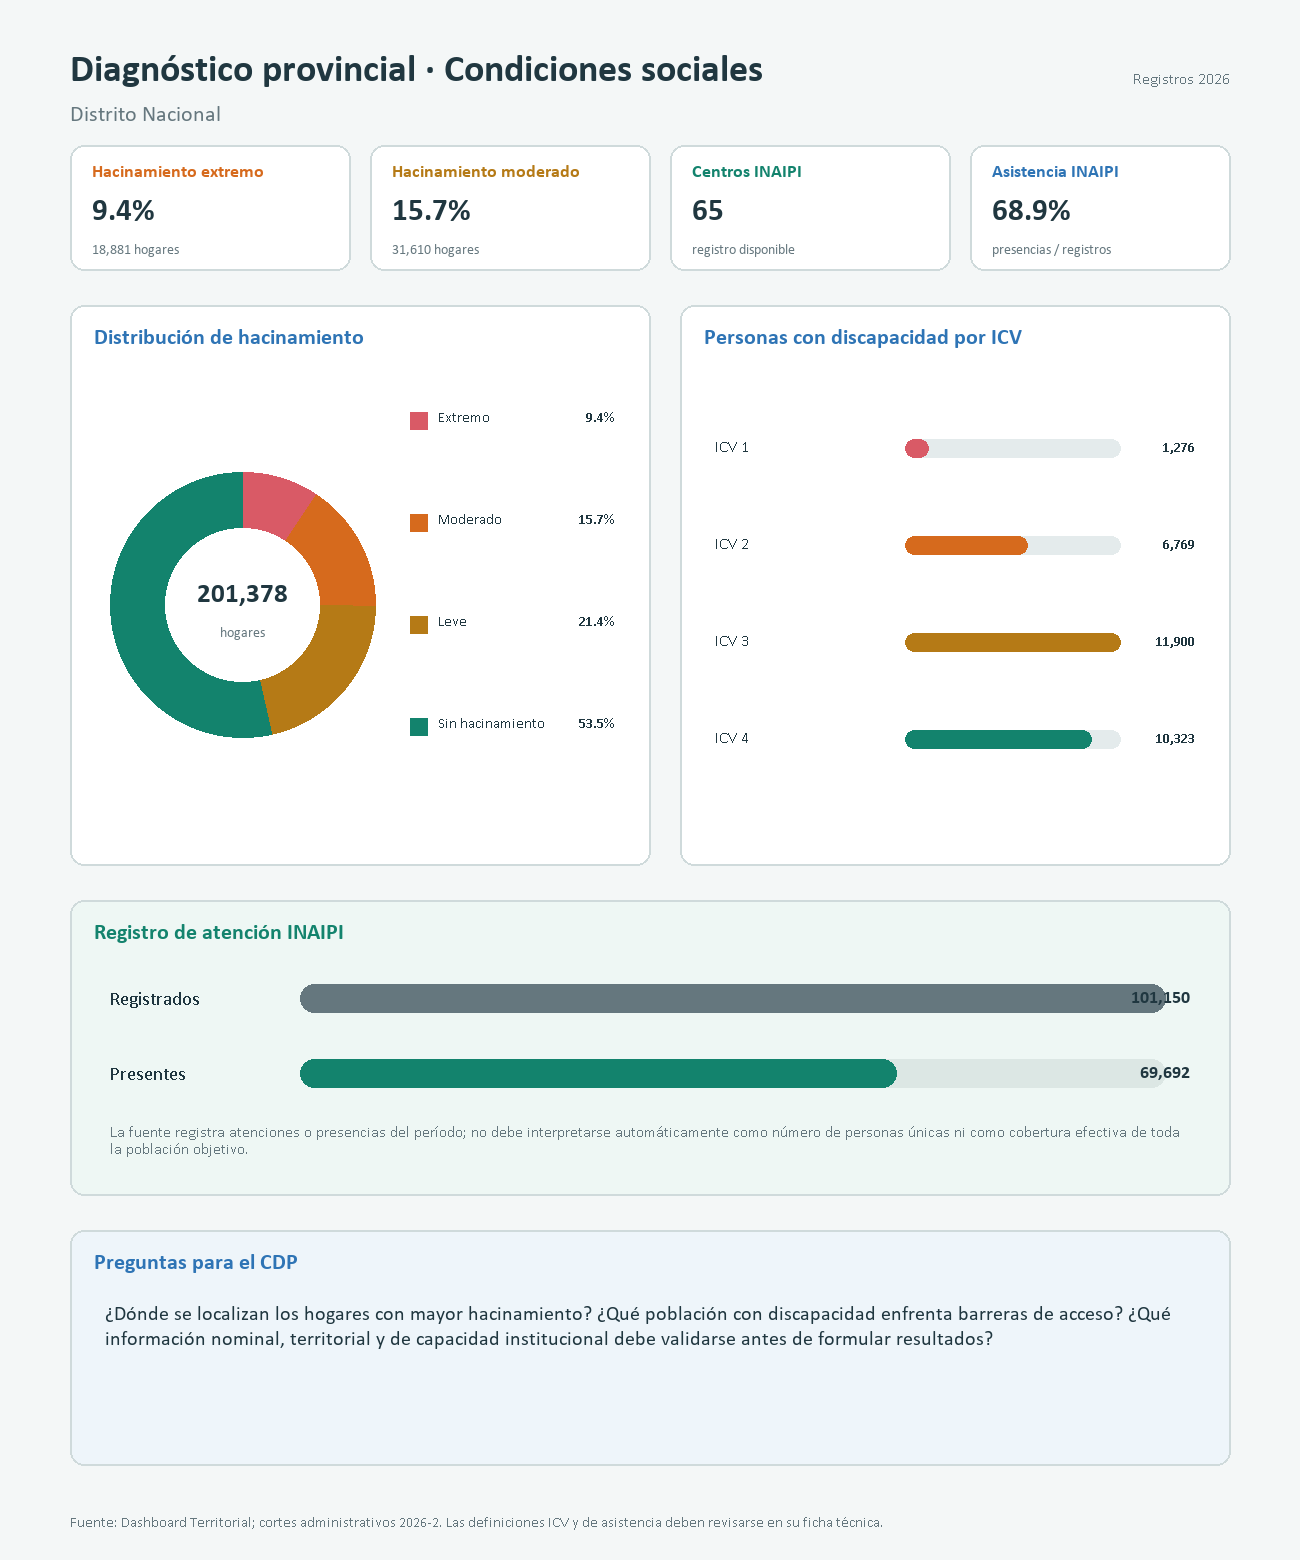 Diagnóstico provincial · Condiciones sociales
Registros 2026
Distrito Nacional
Hacinamiento extremo
9.4%
18,881 hogares
Hacinamiento moderado
15.7%
31,610 hogares
Centros INAIPI
65
registro disponible
Asistencia INAIPI
68.9%
presencias / registros
Distribución de hacinamiento
Extremo 9.4%
Moderado 15.7%
Leve 21.4%
Sin hacinamiento 53.5%
201,378
hogares
Personas con discapacidad por ICV
ICV 1 1,276
ICV 2 6,769
ICV 3 11,900
ICV 4 10,323
Registro de atención INAIPI
Registrados 101,150
Presentes 69,692
La fuente registra atenciones o presencias del período; no debe interpretarse automáticamente como número de personas únicas ni como cobertura efectiva de toda
la población objetivo.
Preguntas para el CDP
¿Dónde se localizan los hogares con mayor hacinamiento? ¿Qué población con discapacidad enfrenta barreras de acceso? ¿Qué
información nominal, territorial y de capacidad institucional debe validarse antes de formular resultados?
Fuente: Dashboard Territorial; cortes administrativos 2026-2. Las definiciones ICV y de asistencia deben revisarse en su ficha técnica.